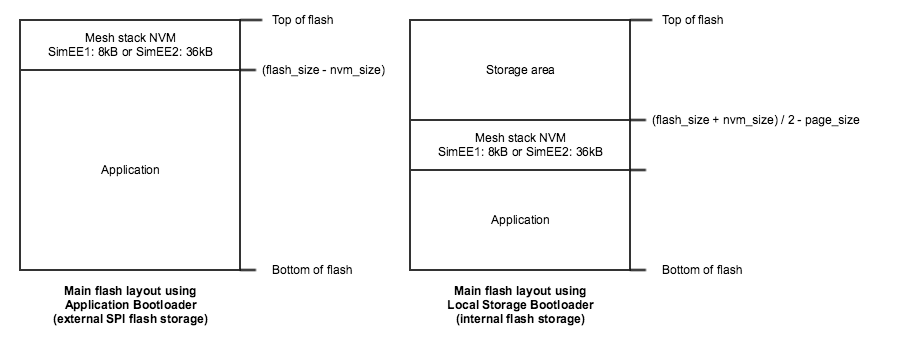 Top of flash
Mesh stack NVM
SimEE1: 8kB or SimEE2: 36kB
(flash_size - nvm_size)
Application
Bottom of flash
Main flash layout using
Application Bootloader
(external SPI flash storage)
Top of flash
Storage area
(flash_size + nvm_size) / 2 - page_size
Mesh stack NVM
SimEE1: 8kB or SimEE2: 36kB
Application
Bottom of flash
Main flash layout using
Local Storage Bootloader
(internal flash storage)